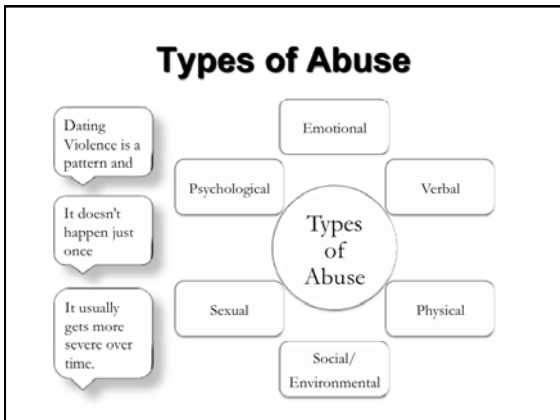 Types of Abuse
Dating
Violence is a
pattern and
It doesn't
happen just
once
It usually
gets more
severe over
time.
Emotional
Verbal
Physical
Social/
Environmental
Sexual
Psychological
Types
of
Abuse